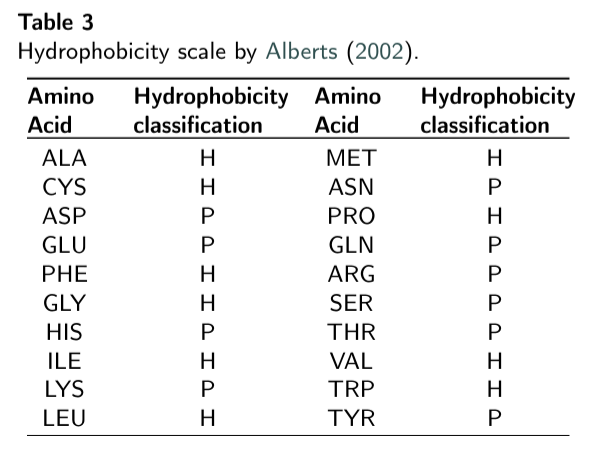 Table 3
Hydrophobicity scale by Alberts (2002).
Amino Hydrophobicity Amino Hydrophobicity
Acid classification Acid classification
ALA H MET H
CYS H ASN P
ASP P PRO H
GLU P GLN P
PHE H ARG P
GLY H SER P
HIS P THR P
ILE H VAL H
LYS P TRP H
LEU H TYR P